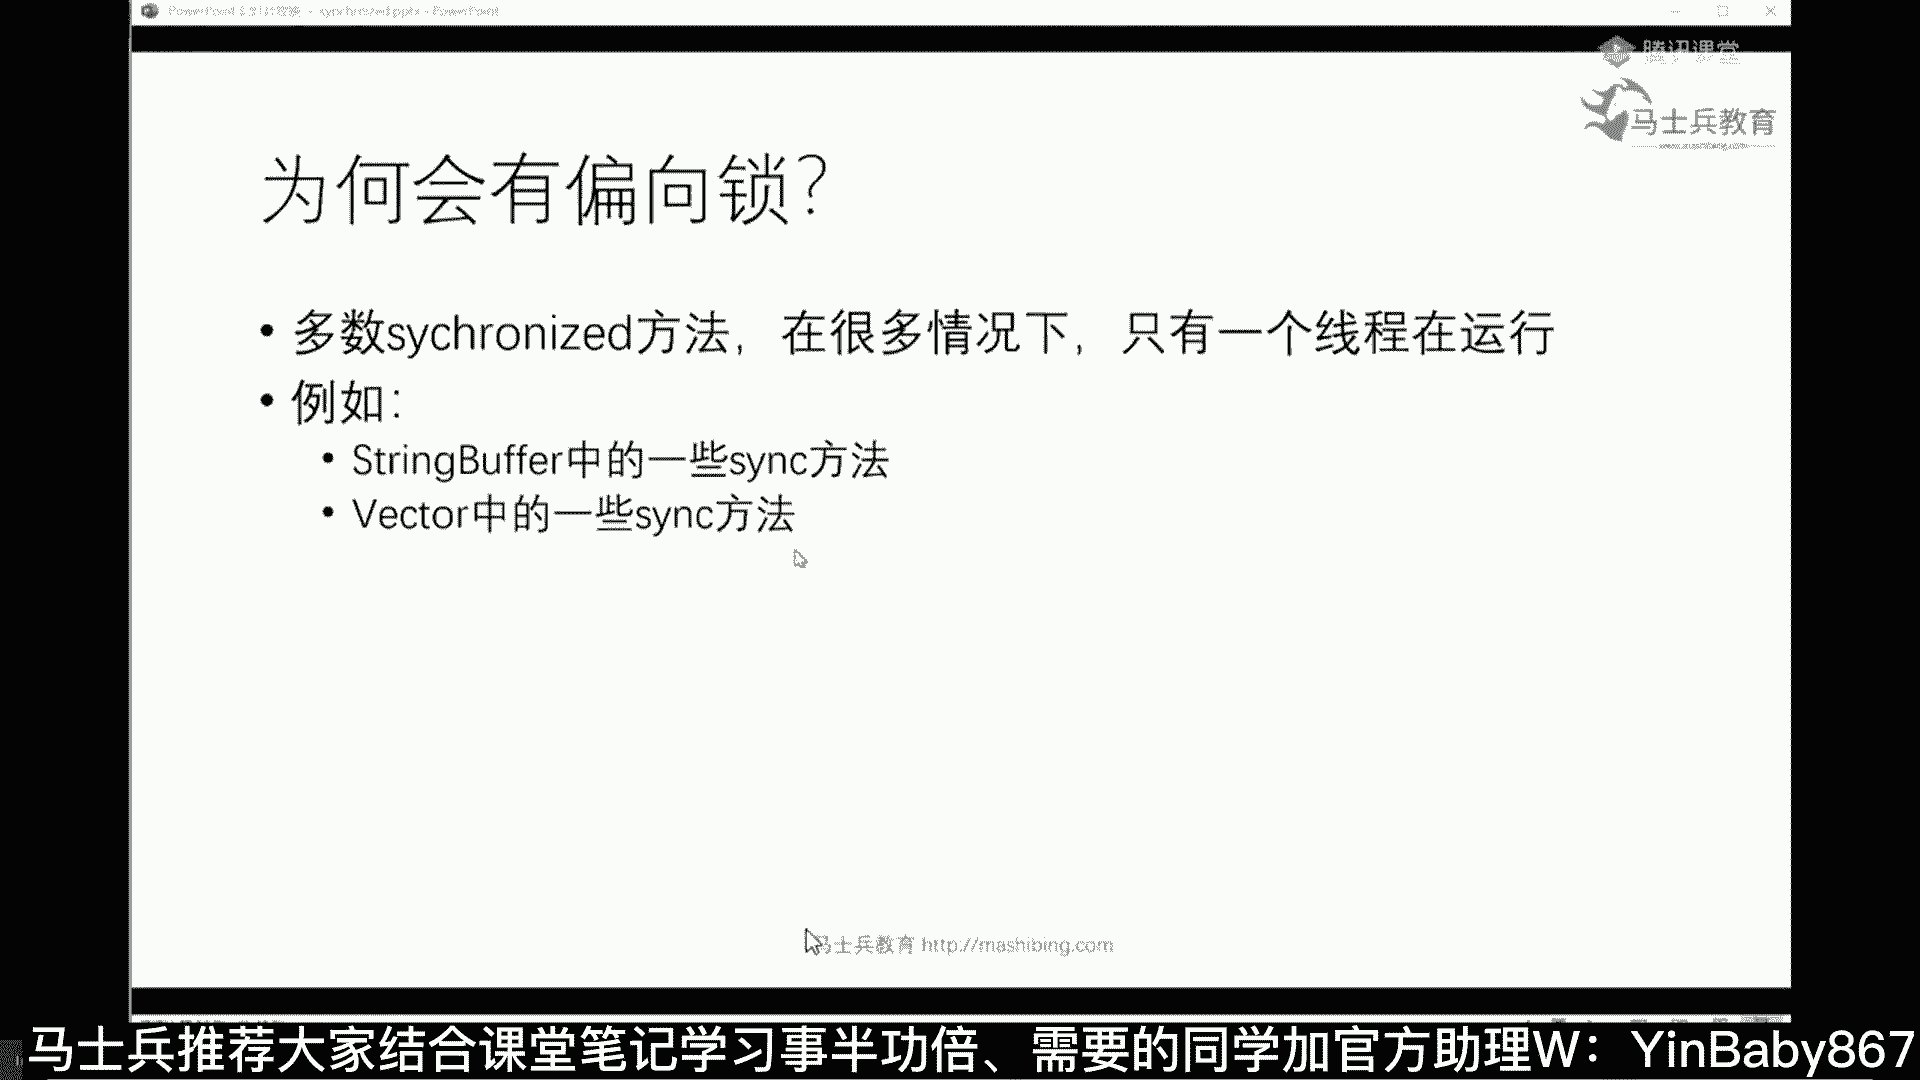 腾讯课堂
马士兵教育
www.mashibing.com
为何会有偏向锁?
• 多数sychronized方法，在很多情况下，只有一个线程在运行
• 例如：
• StringBuffer中的一些sync方法
• Vector中的一些sync方法
马士兵教育 http://mashibing.com
马士兵推荐大家结合课堂笔记学习事半功倍、需要的同学加官方助理W：YinBaby867